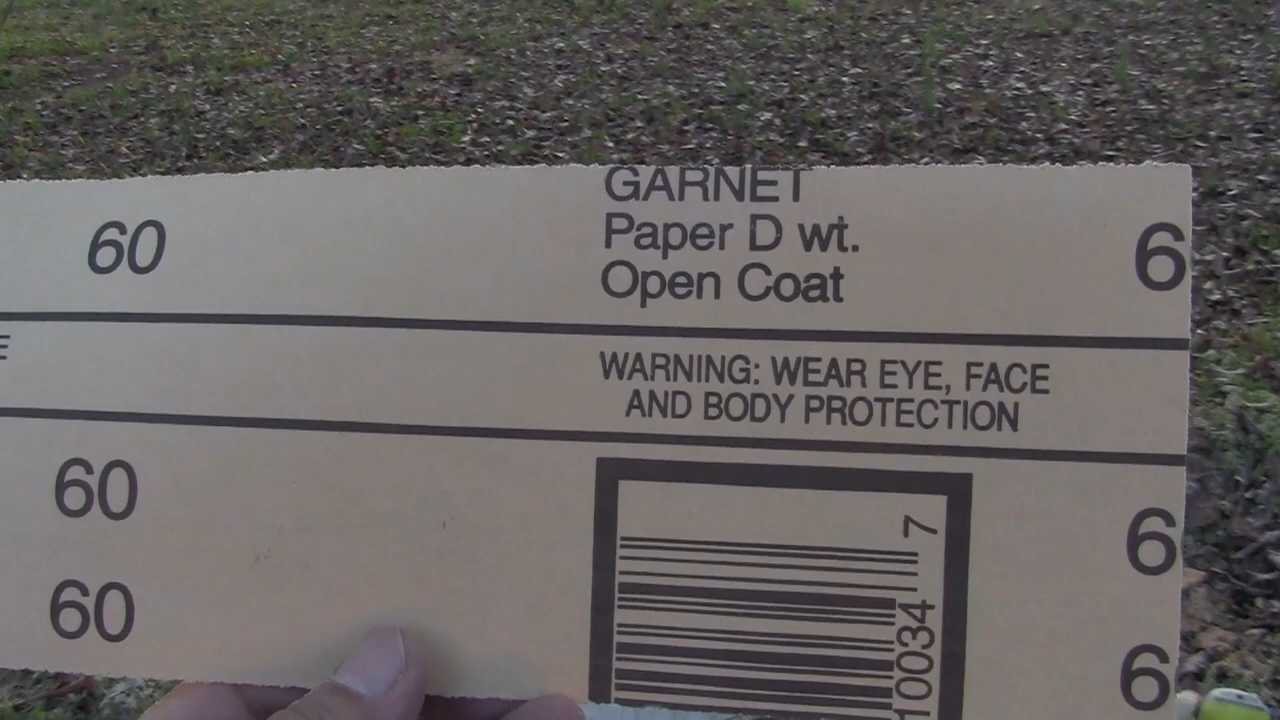 GARNET
60
Paper D wt.
6
Open Coat
E
WARNING: WEAR EYE, FACE
AND BODY PROTECTION
60
7
6
60
10034
6